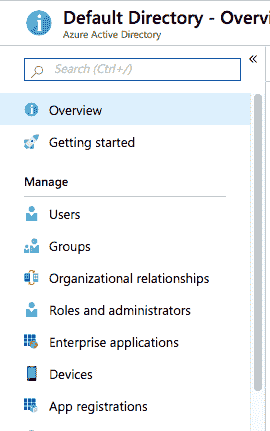 Default Directory - Overvi
Azure Active Directory
Search (Ctrl+/)
«
Overview
Getting started
Manage
Users
Groups
Organizational relationships
Roles and administrators
Enterprise applications
Devices
App registrations